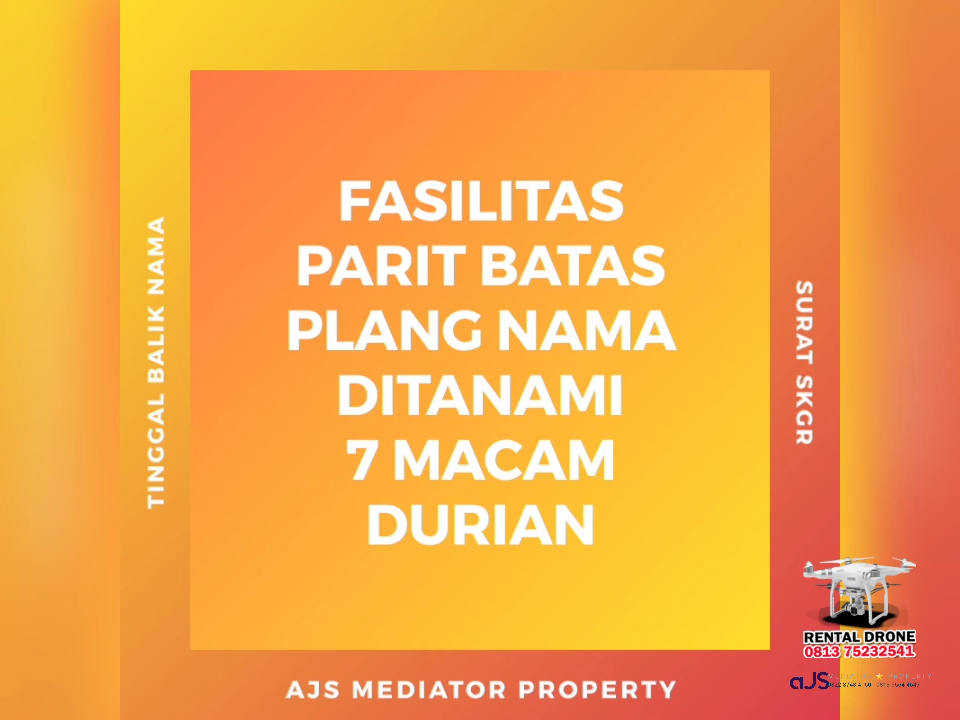 FASILITAS
PARIT BATAS
PLANG NAMA
DITANAMI
7 MACAM
DURIAN
TINGGAL BALIK NAMA
SURAT SKGR
AJS MEDIATOR PROPERTY
RENTAL DRONE
0813 75232541
aJS